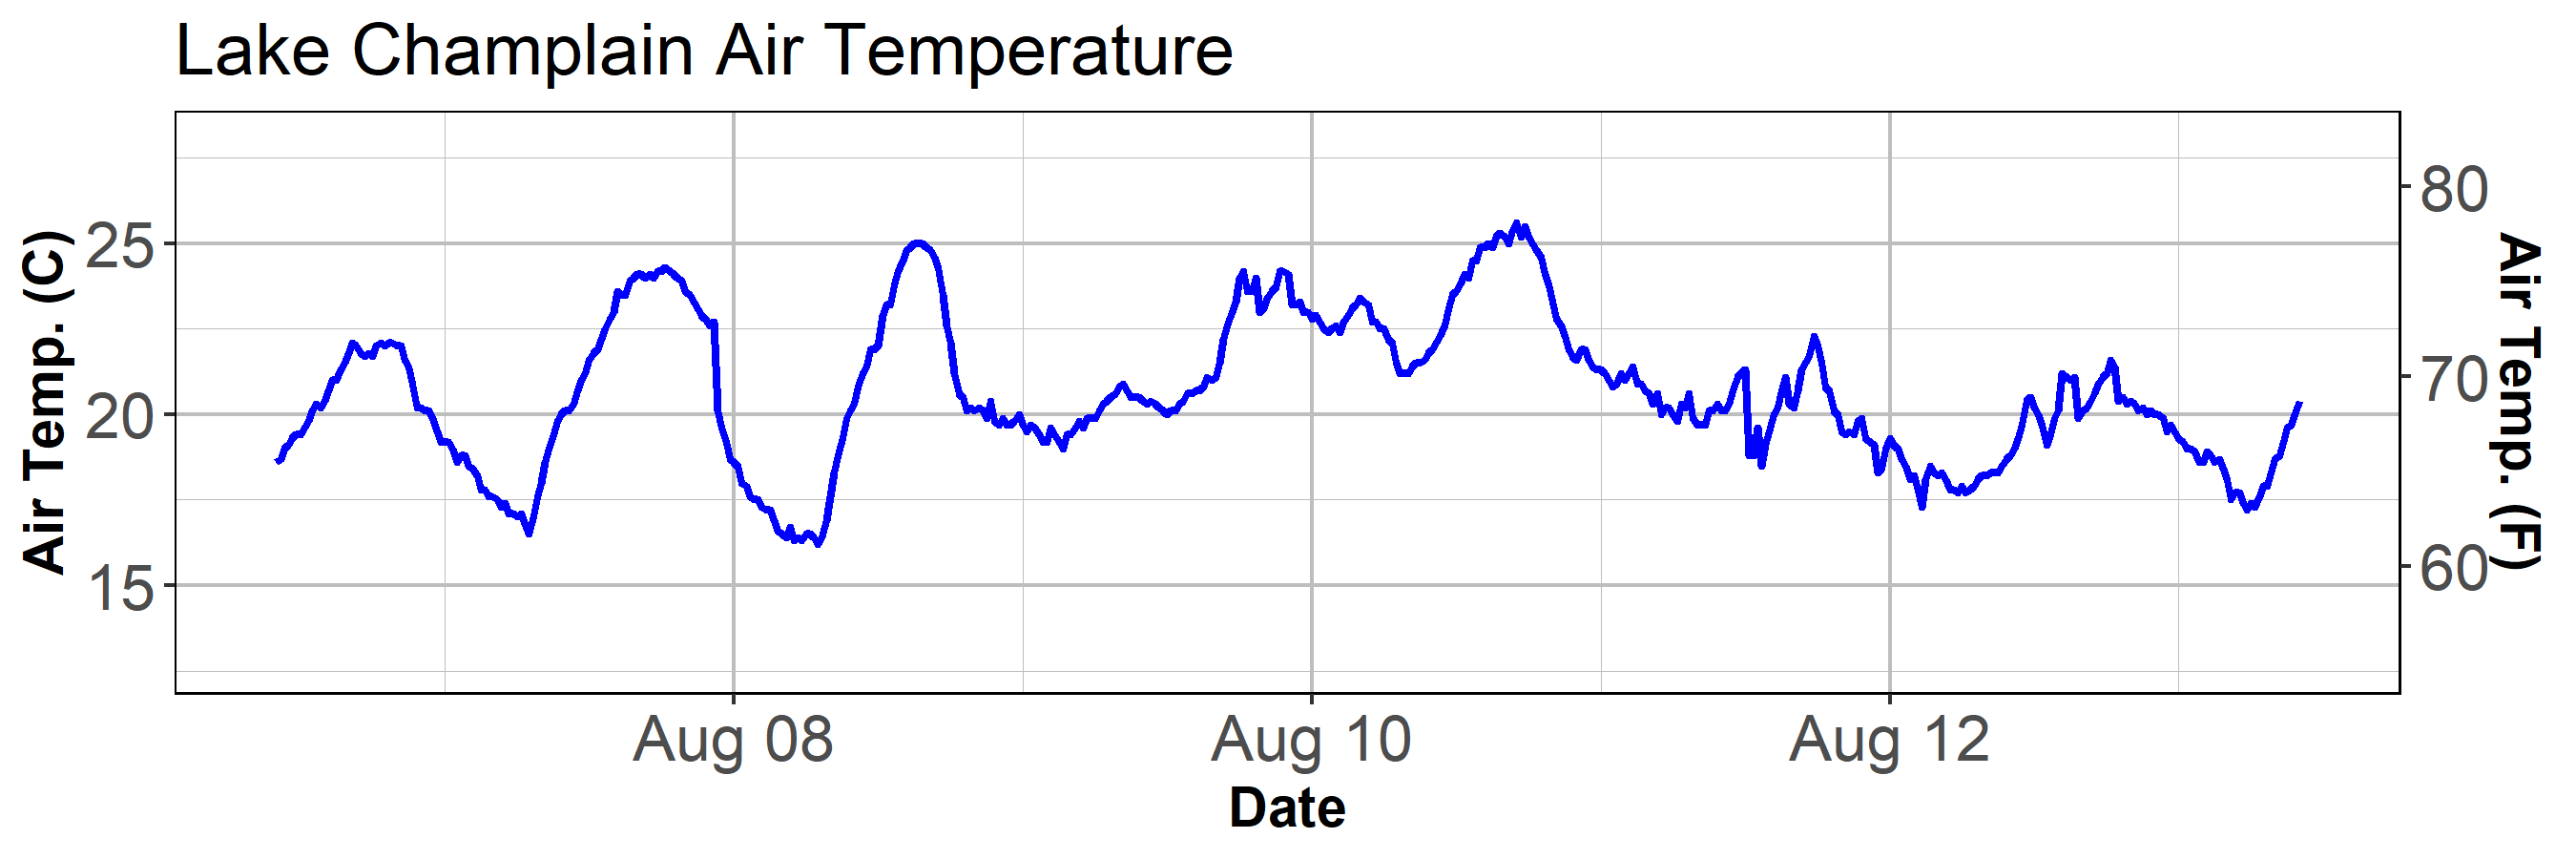 Lake Champlain Air Temperature
Air Temp. (C)
25
20
15
80
70
60
Air Temp. (F)
Aug 08
Aug 10
Aug 12
Date